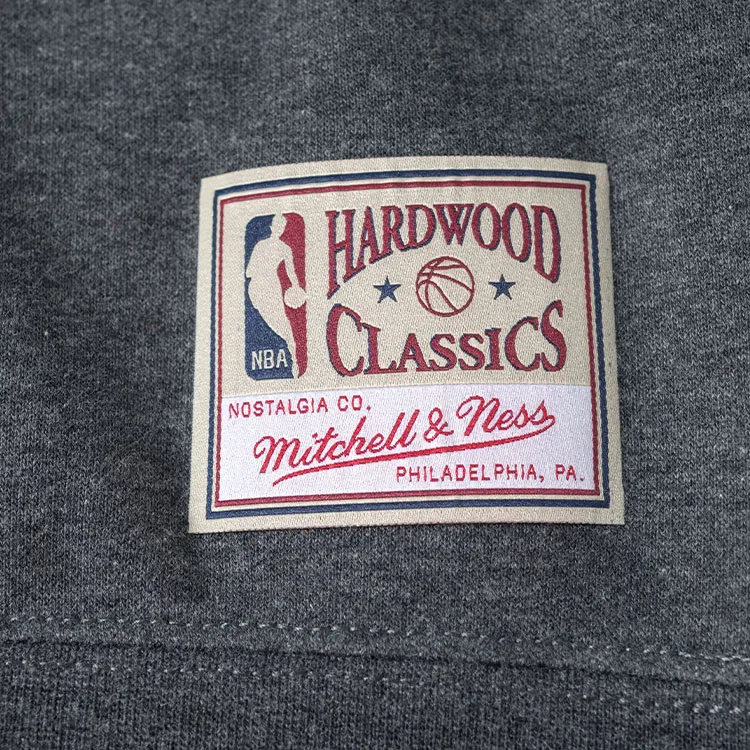 HARDWOOD
NBA
CLASSICS
NOSTALGIA CO.
Mitchell & Ness
PHILADELPHIA, PA.